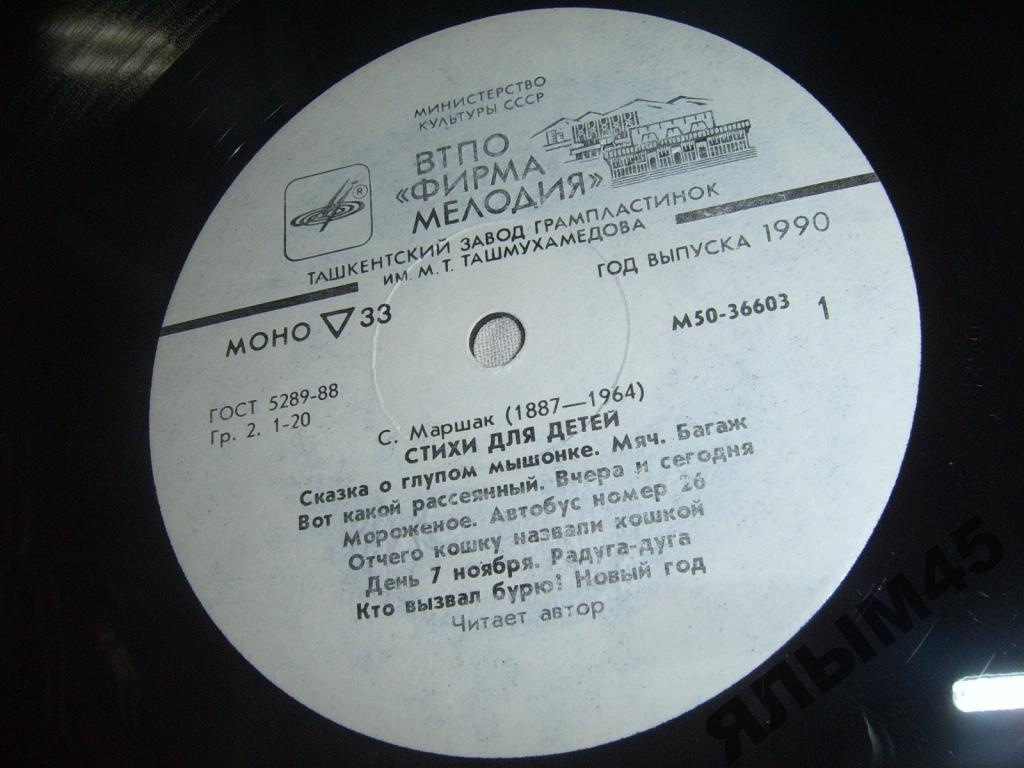 МИНИСТЕРСТВО
КУЛЬТУРЫ СССР
ВТПО
«ФИРМА
МЕЛОДИЯ»
®
ТАШКЕНТСКИЙ ЗАВОД ГРАМПЛАСТИНОК
ИМ. М. Т. ТАШМУХАМЕДОВА
ГОД ВЫПУСКА 1990
МОНО ▽ 33
М50-36603 1
ГОСТ 5289-88
Гр. 2. 1-20
С. Маршак (1887—1964)
СТИХИ ДЛЯ ДЕТЕЙ
Сказка о глупом мышонке. Мяч. Багаж
Вот какой рассеянный. Вчера и сегодня
Мороженое. Автобус номер 26
Отчего кошку назвали кошкой
День 7 ноября. Радуга-дуга
Кто вызвал бурю? Новый год
Читает автор
ЯЛЫМ45